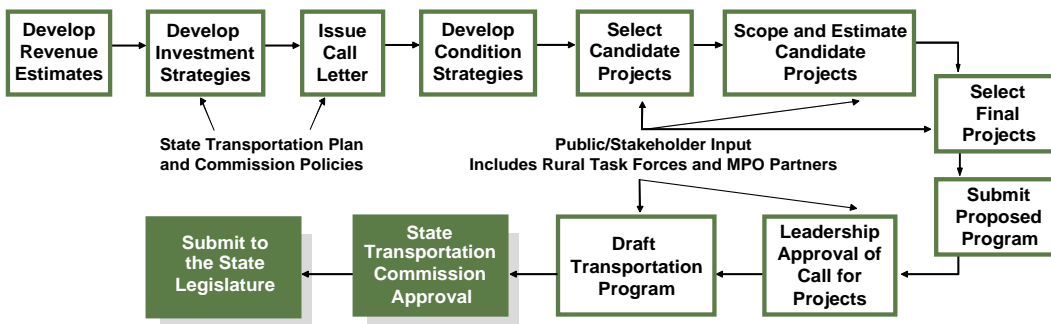 Develop
Revenue
Estimates
Develop
Investment
Strategies
Issue
Call
Letter
Develop
Condition
Strategies
Select
Candidate
Projects
Scope and Estimate
Candidate
Projects
Select
Final
Projects
State Transportation Plan
and Commission Policies
Public/Stakeholder Input
Includes Rural Task Forces and MPO Partners
Submit
Proposed
Program
Leadership
Approval of
Call for
Projects
Draft
Transportation
Program
State
Transportation
Commission
Approval
Submit to
the State
Legislature